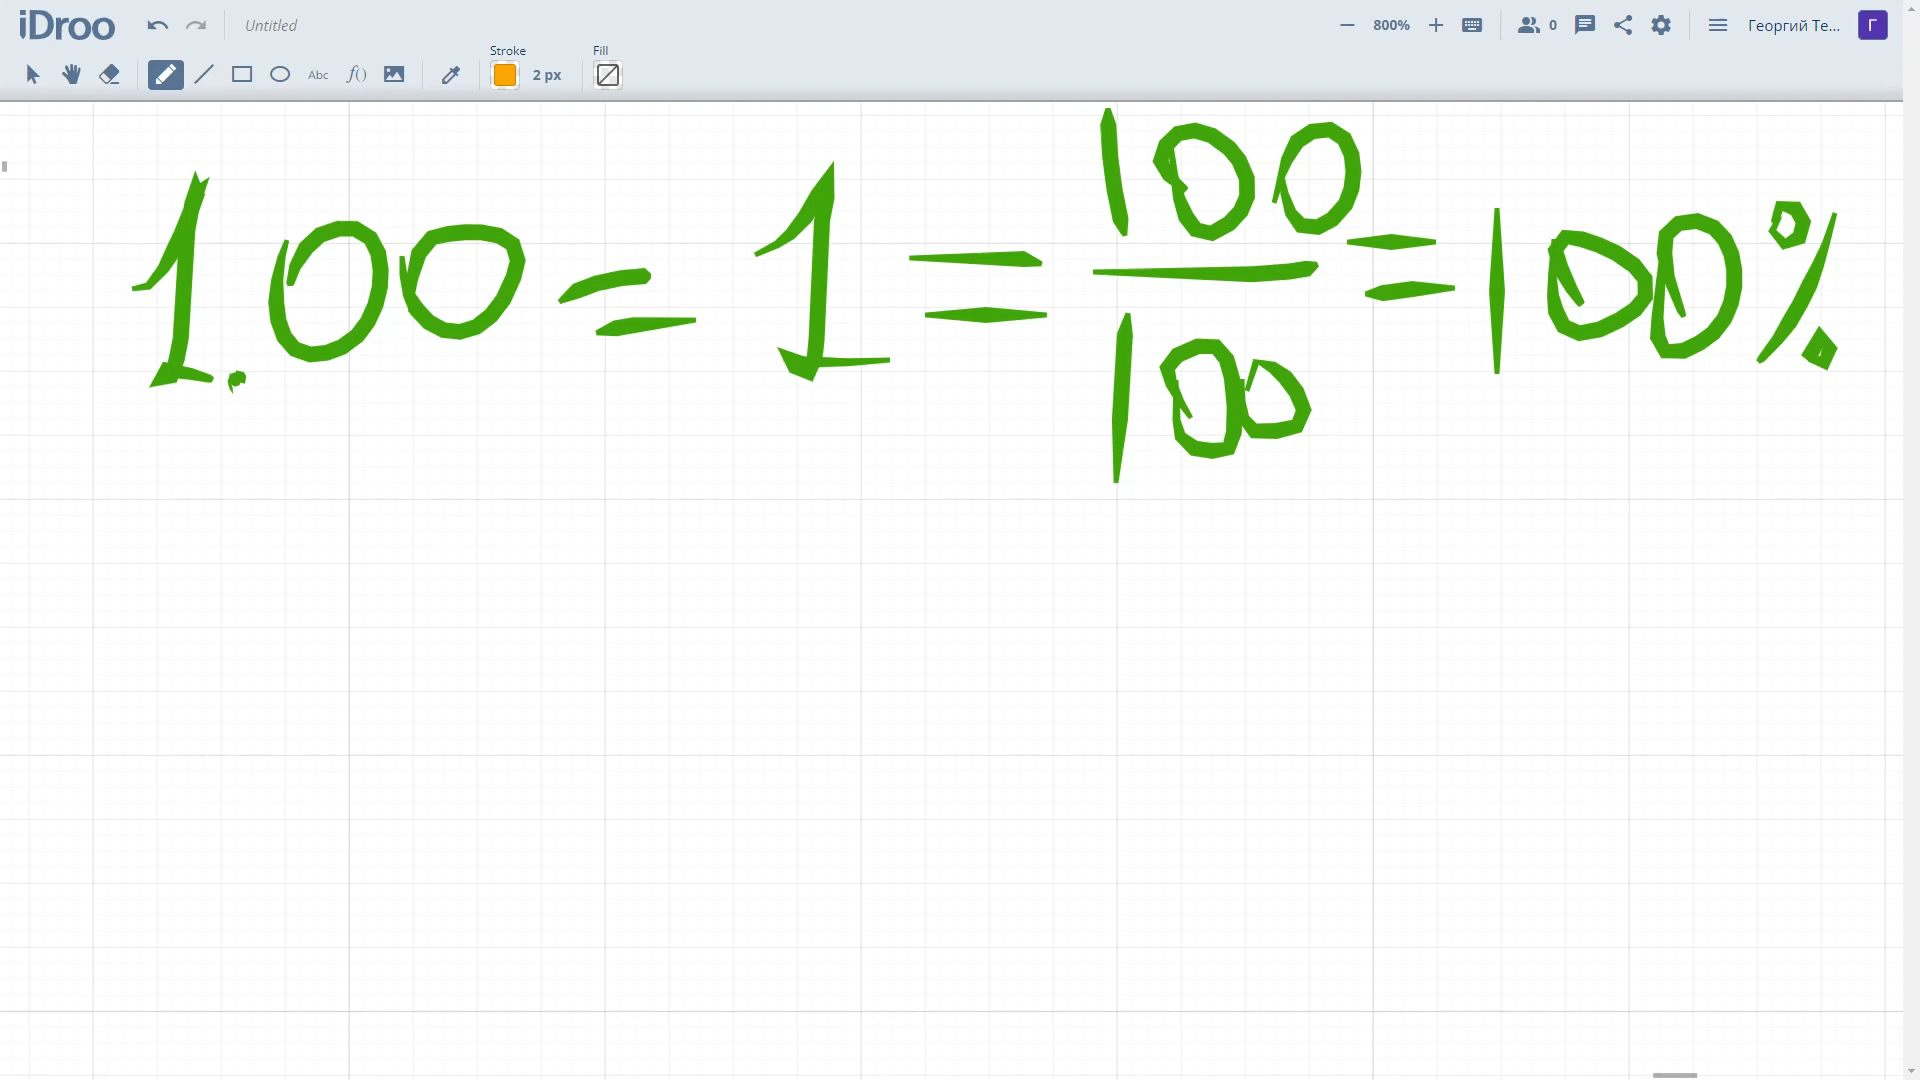 iDroo
Untitled
800%
0
Георгий Те...
Г
Stroke
Fill
Abc
f()
2 px
1.00 = 1 = 100/100 = 100%